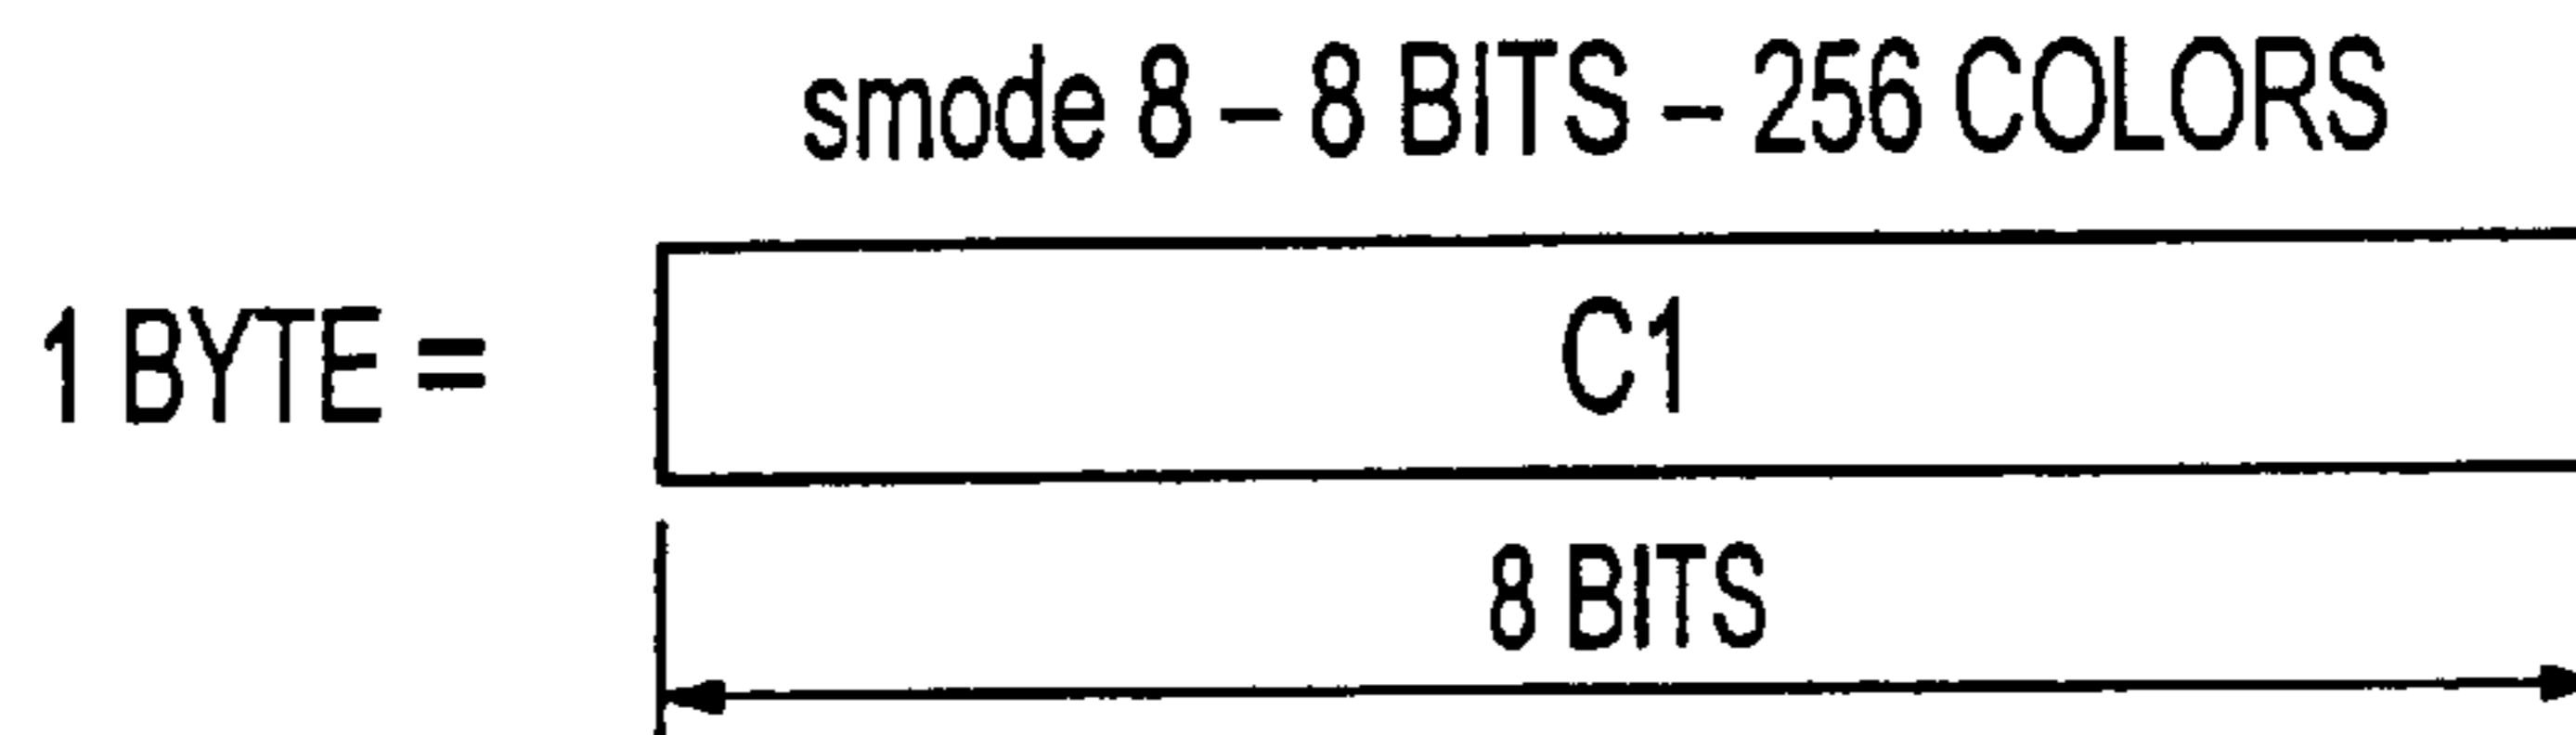 smode 8 – 8 BITS – 256 COLORS
1 BYTE = C1
8 BITS